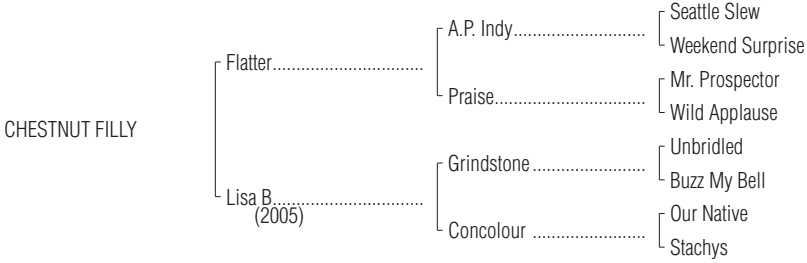 Seattle Slew
A.P. Indy..............................
Weekend Surprise
Flatter..................................
Mr. Prospector
Praise..................................
Wild Applause
CHESTNUT FILLY
Unbridled
Grindstone ..........................
Buzz My Bell
Lisa B..................................
(2005)
Our Native
Concolour ..........................
Stachys